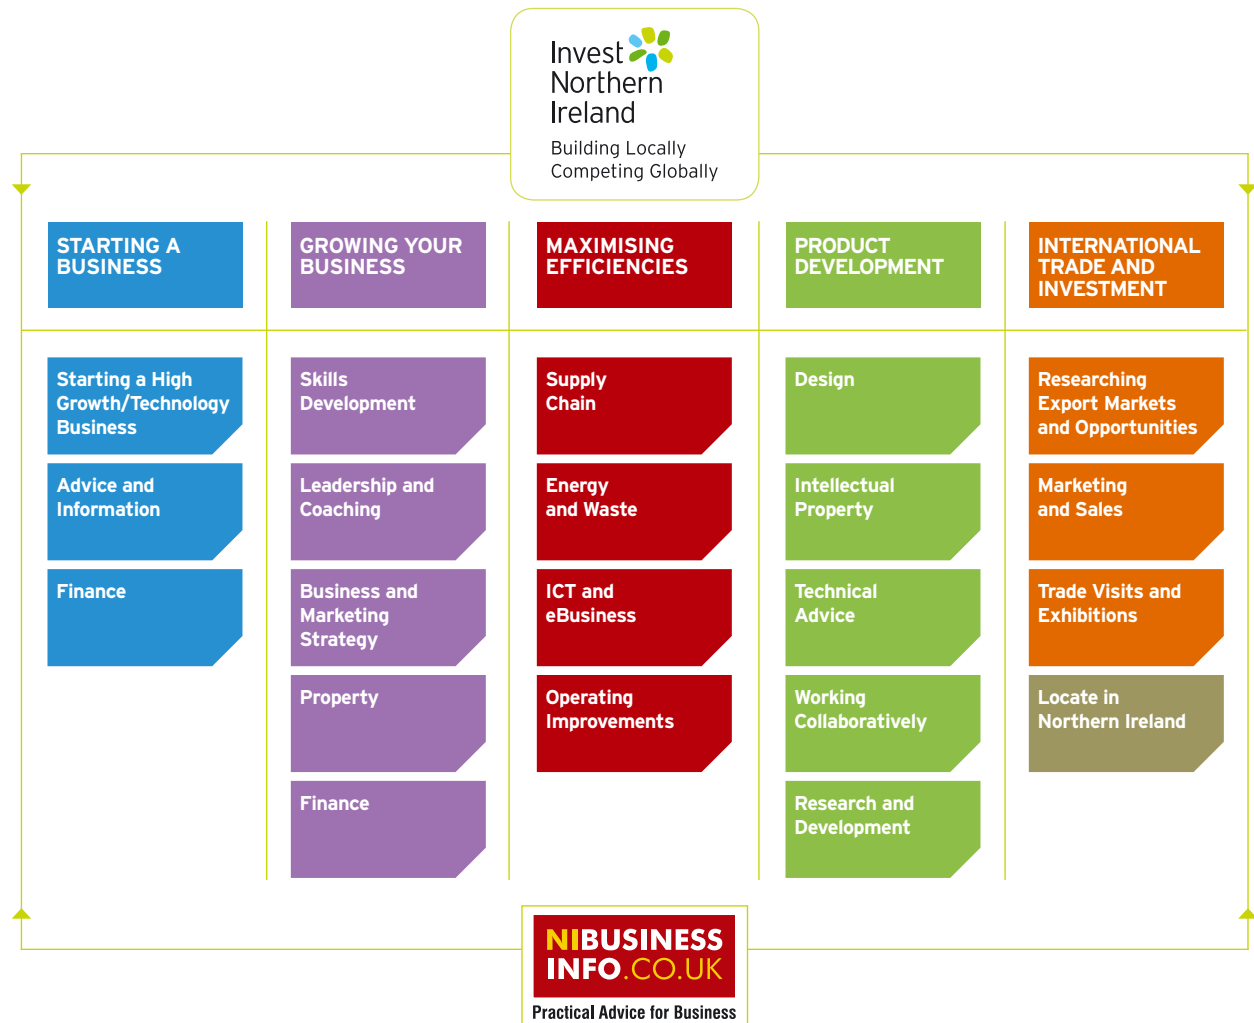 Invest
Northern
Ireland
Building Locally
Competing Globally
STARTING A
BUSINESS
GROWING YOUR
BUSINESS
MAXIMISING
EFFICIENCIES
PRODUCT
DEVELOPMENT
INTERNATIONAL
TRADE AND
INVESTMENT
Starting a High
Growth/Technology
Business
Advice and
Information
Finance
Skills
Development
Leadership and
Coaching
Business and
Marketing
Strategy
Property
Finance
Supply
Chain
Energy
and Waste
ICT and
eBusiness
Operating
Improvements
Design
Intellectual
Property
Technical
Advice
Working
Collaboratively
Research and
Development
Researching
Export Markets
and Opportunities
Marketing
and Sales
Trade Visits and
Exhibitions
Locate in
Northern Ireland
NIBUSINESS
INFO.CO.UK
Practical Advice for Business